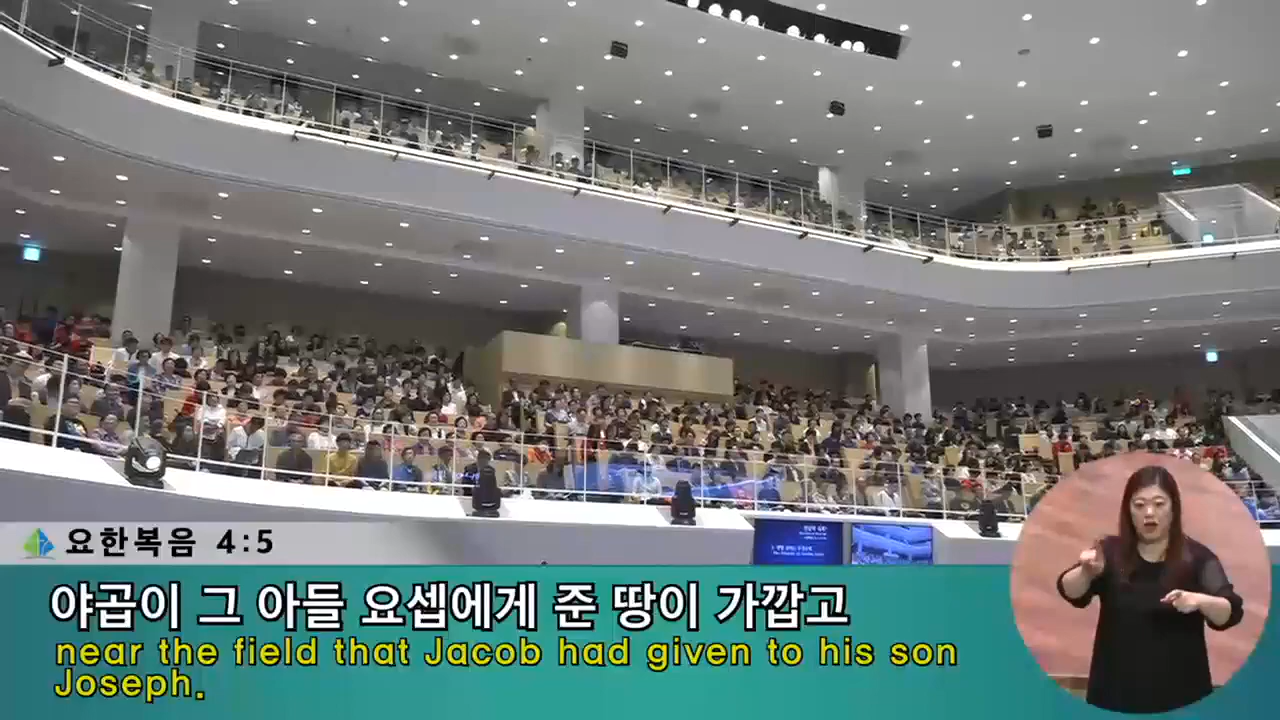 요한복음 4:5
야곱이 그 아들 요셉에게 준 땅이 가깝고
near the field that Jacob had given to his son
Joseph.